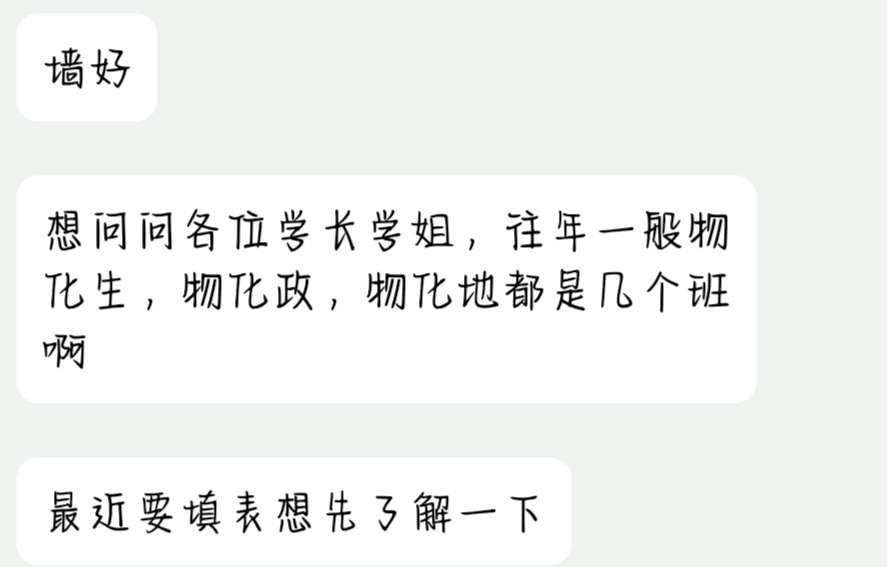 墙好
想问问各位学长学姐，往年一般物
化生，物化政，物化地都是几个班
啊
最近要填表想先了解一下